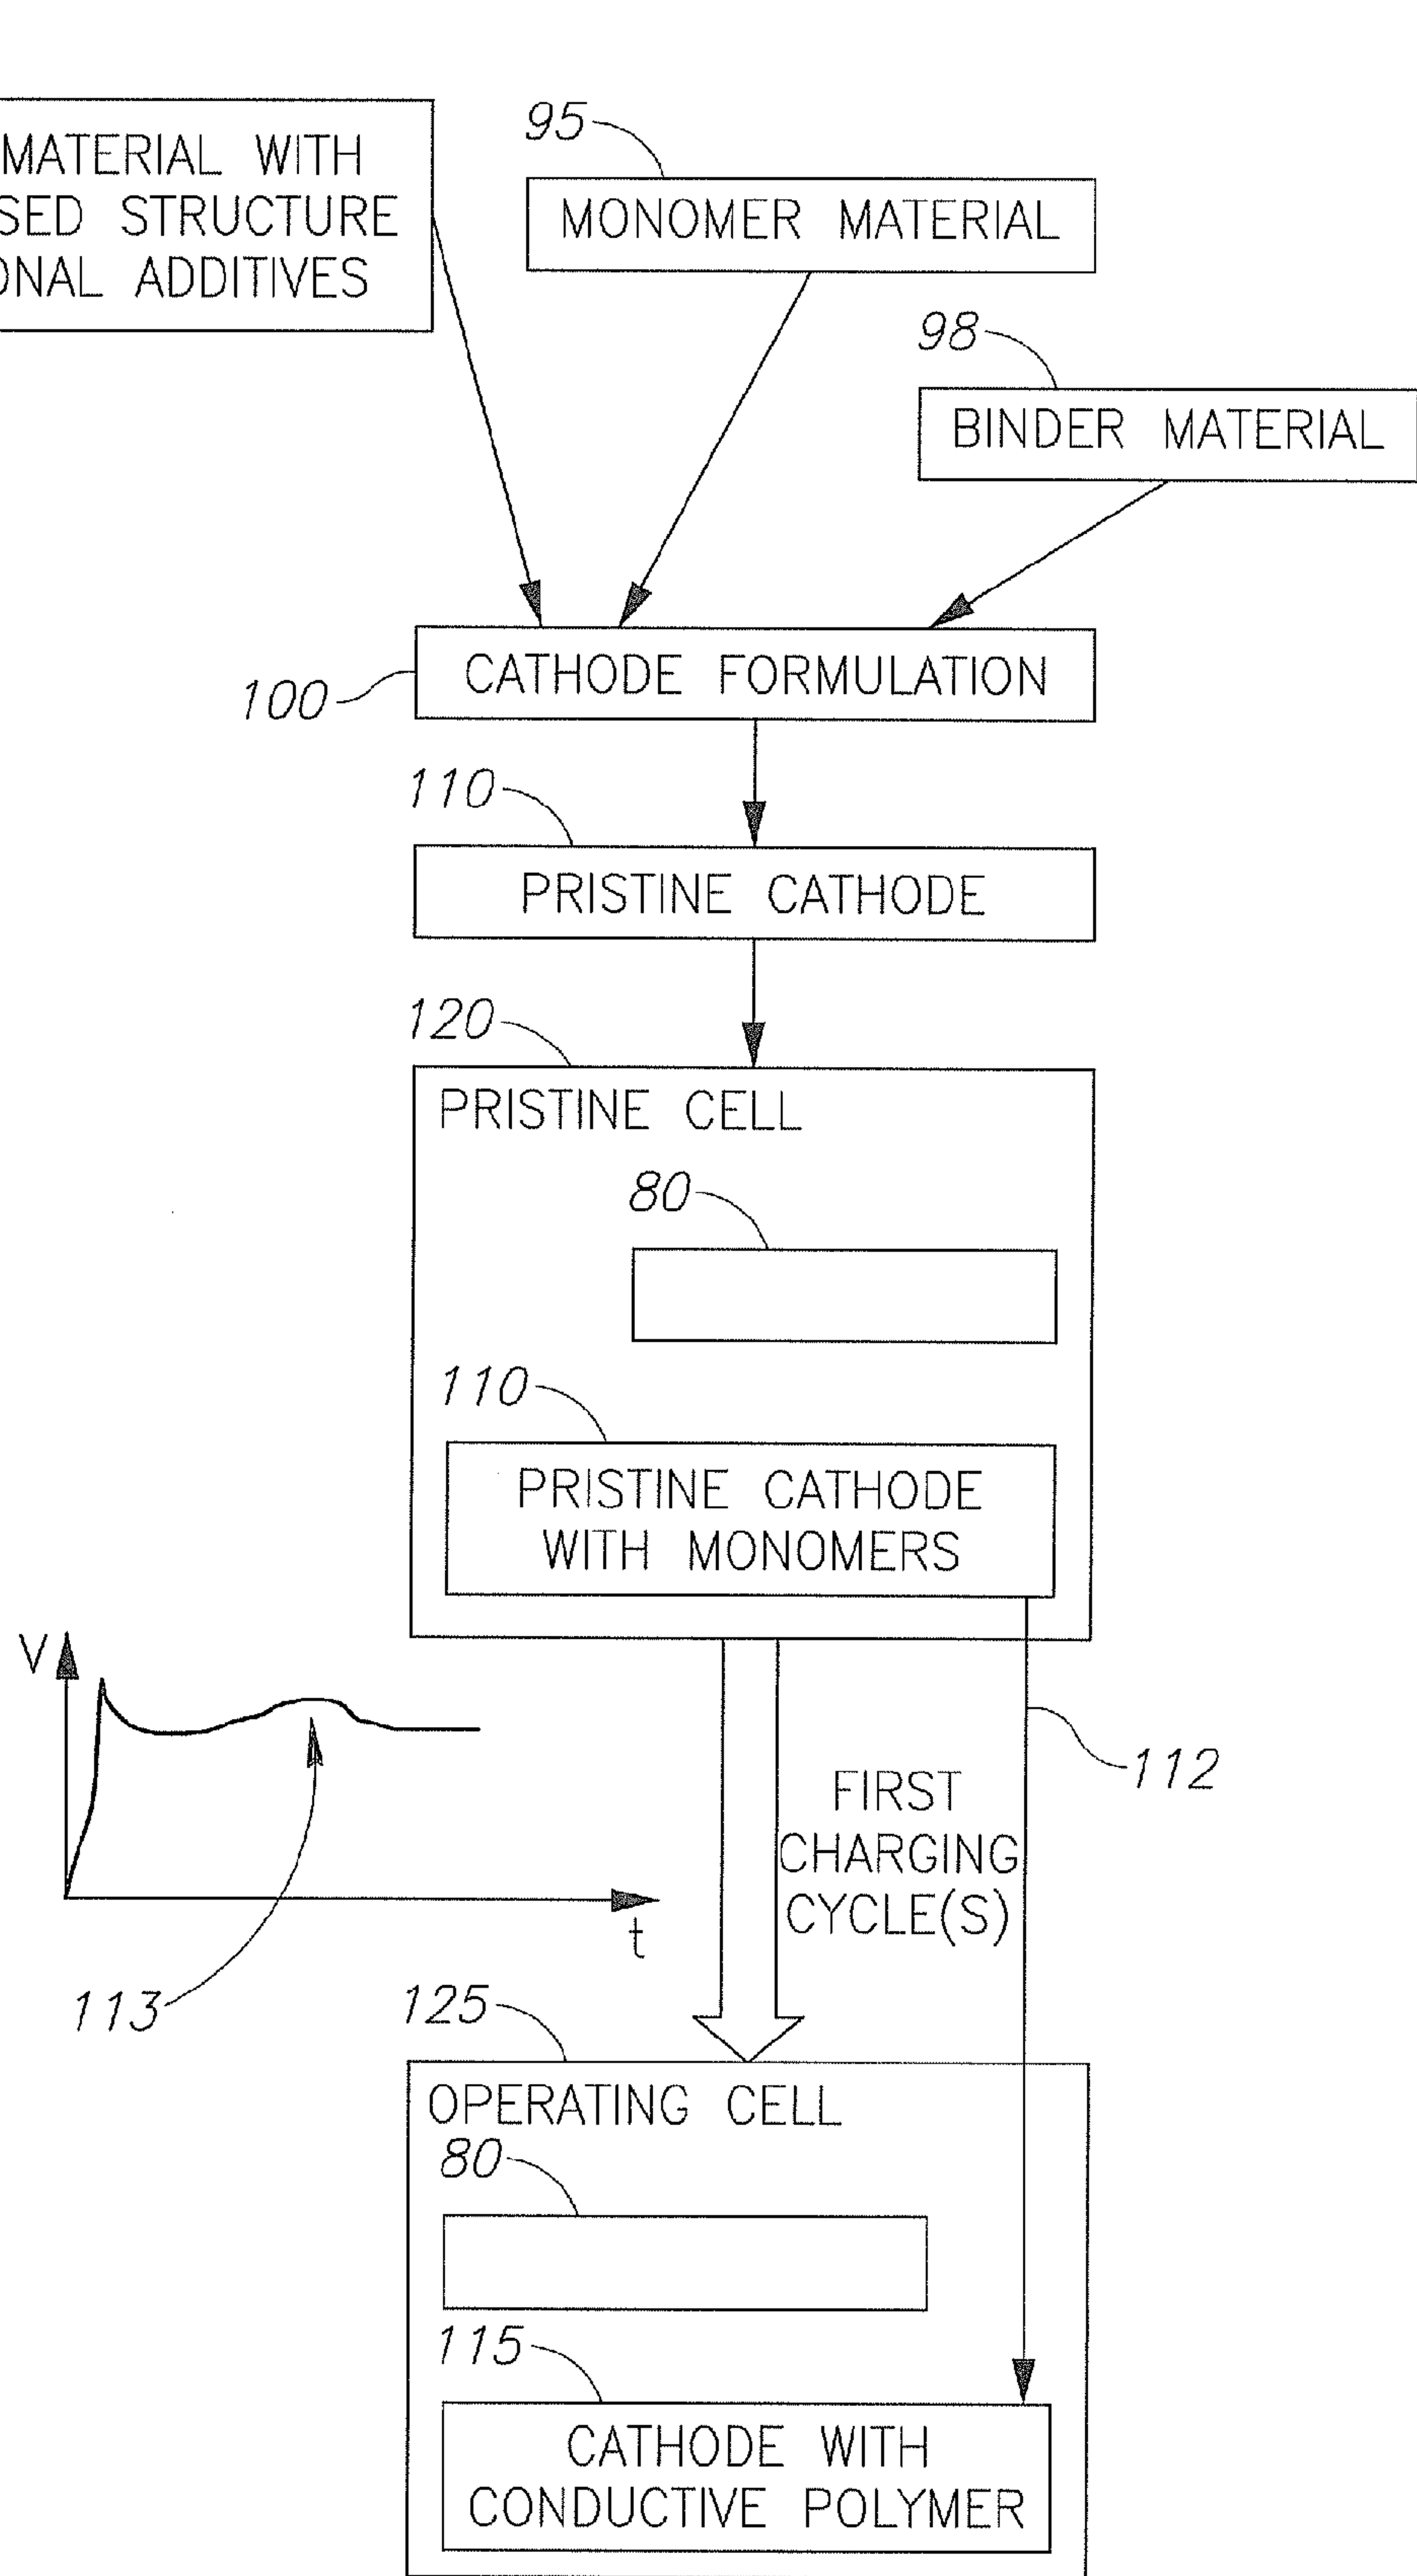 MATERIAL WITH
SED STRUCTURE
ONAL ADDITIVES
95
MONOMER MATERIAL
98
BINDER MATERIAL
CATHODE FORMULATION
100
110
PRISTINE CATHODE
120
PRISTINE CELL
80
110
PRISTINE CATHODE
WITH MONOMERS
V
t
113
FIRST
CHARGING
CYCLE(S)
112
125
OPERATING CELL
80
115
CATHODE WITH
CONDUCTIVE POLYMER